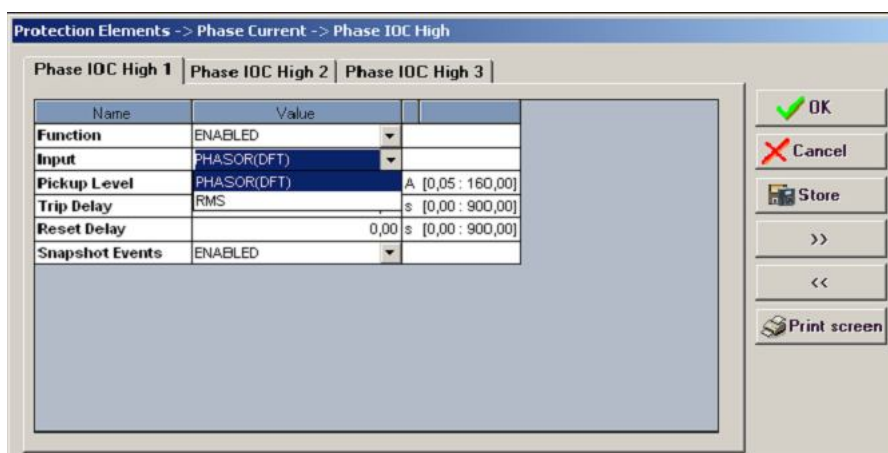 Protection Elements -> Phase Current -> Phase IOC High
Phase IOC High 1 Phase IOC High 2 Phase IOC High 3
Name Value
Function ENABLED
Input PHASOR(DFT)
Pickup Level PHASOR(DFT) A [0,05 : 160,00]
Trip Delay RMS s [0,00 : 900,00]
Reset Delay 0,00 s [0,00 : 900,00]
Snapshot Events ENABLED
OK
Cancel
Store
>>
<<
Print screen